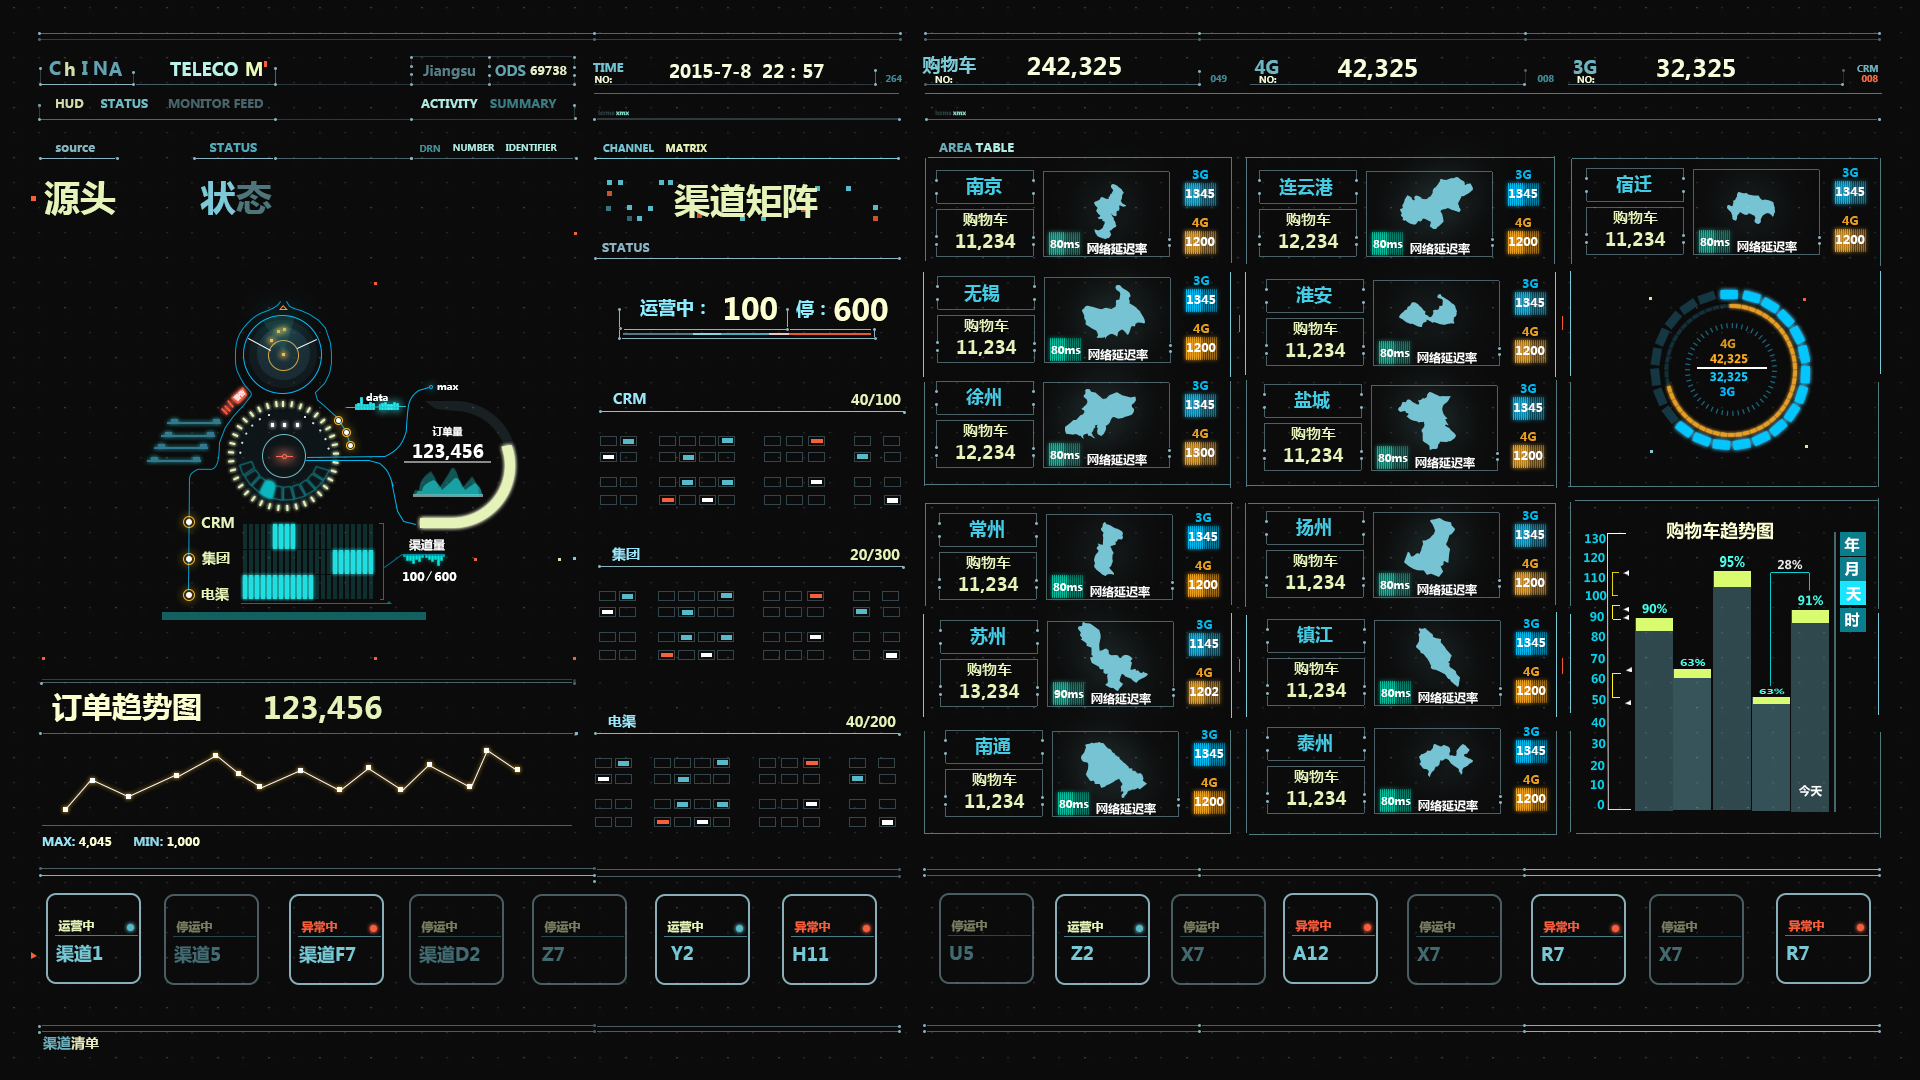 ChINA TELECO M' Jiangsu ODS 69738
TIME NO: 2015-7-8 22 : 57 264
购物车 NO: 242,325 049
4G NO: 42,325 008
3G NO: 32,325 CRM 008
HUD STATUS MONITOR FEED ACTIVITY SUMMARY
source STATUS DRN NUMBER IDENTIFIER
源头 状态
max
data
订单量
123,456
CRM
集团
电渠
渠道量
100/600
订单趋势图 123,456
MAX: 4,045 MIN: 1,000
CHANNEL MATRIX
渠道矩阵
STATUS
运营中： 100 停：600
CRM 40/100
集团 20/300
电渠 40/200
AREA TABLE
南京
购物车
11,234
80ms 网络延迟率
3G
1345
4G
1200
连云港
购物车
12,234
80ms 网络延迟率
3G
1345
4G
1200
宿迁
购物车
11,234
80ms 网络延迟率
3G
1345
4G
1200
无锡
购物车
11,234
80ms 网络延迟率
3G
1345
4G
1200
淮安
购物车
11,234
80ms 网络延迟率
3G
1345
4G
1200
徐州
购物车
12,234
80ms 网络延迟率
3G
1345
4G
1300
盐城
购物车
11,234
80ms 网络延迟率
3G
1345
4G
1200
4G
42,325
32,325
3G
常州
购物车
11,234
80ms 网络延迟率
3G
1345
4G
1200
扬州
购物车
11,234
80ms 网络延迟率
3G
1345
4G
1200
苏州
购物车
13,234
90ms 网络延迟率
3G
1145
4G
1202
镇江
购物车
11,234
80ms 网络延迟率
3G
1345
4G
1200
南通
购物车
11,234
80ms 网络延迟率
3G
1345
4G
1200
泰州
购物车
11,234
80ms 网络延迟率
3G
1345
4G
1200
购物车趋势图
130
120
110
100
90
80
70
60
50
40
30
20
10
0
90%
63%
95%
63%
28%
91%
今天
年
月
天
时
运营中
渠道1
停运中
渠道5
异常中
渠道F7
停运中
渠道D2
停运中
Z7
运营中
Y2
异常中
H11
停运中
U5
运营中
Z2
停运中
X7
异常中
A12
停运中
X7
异常中
R7
停运中
X7
异常中
R7
渠道清单